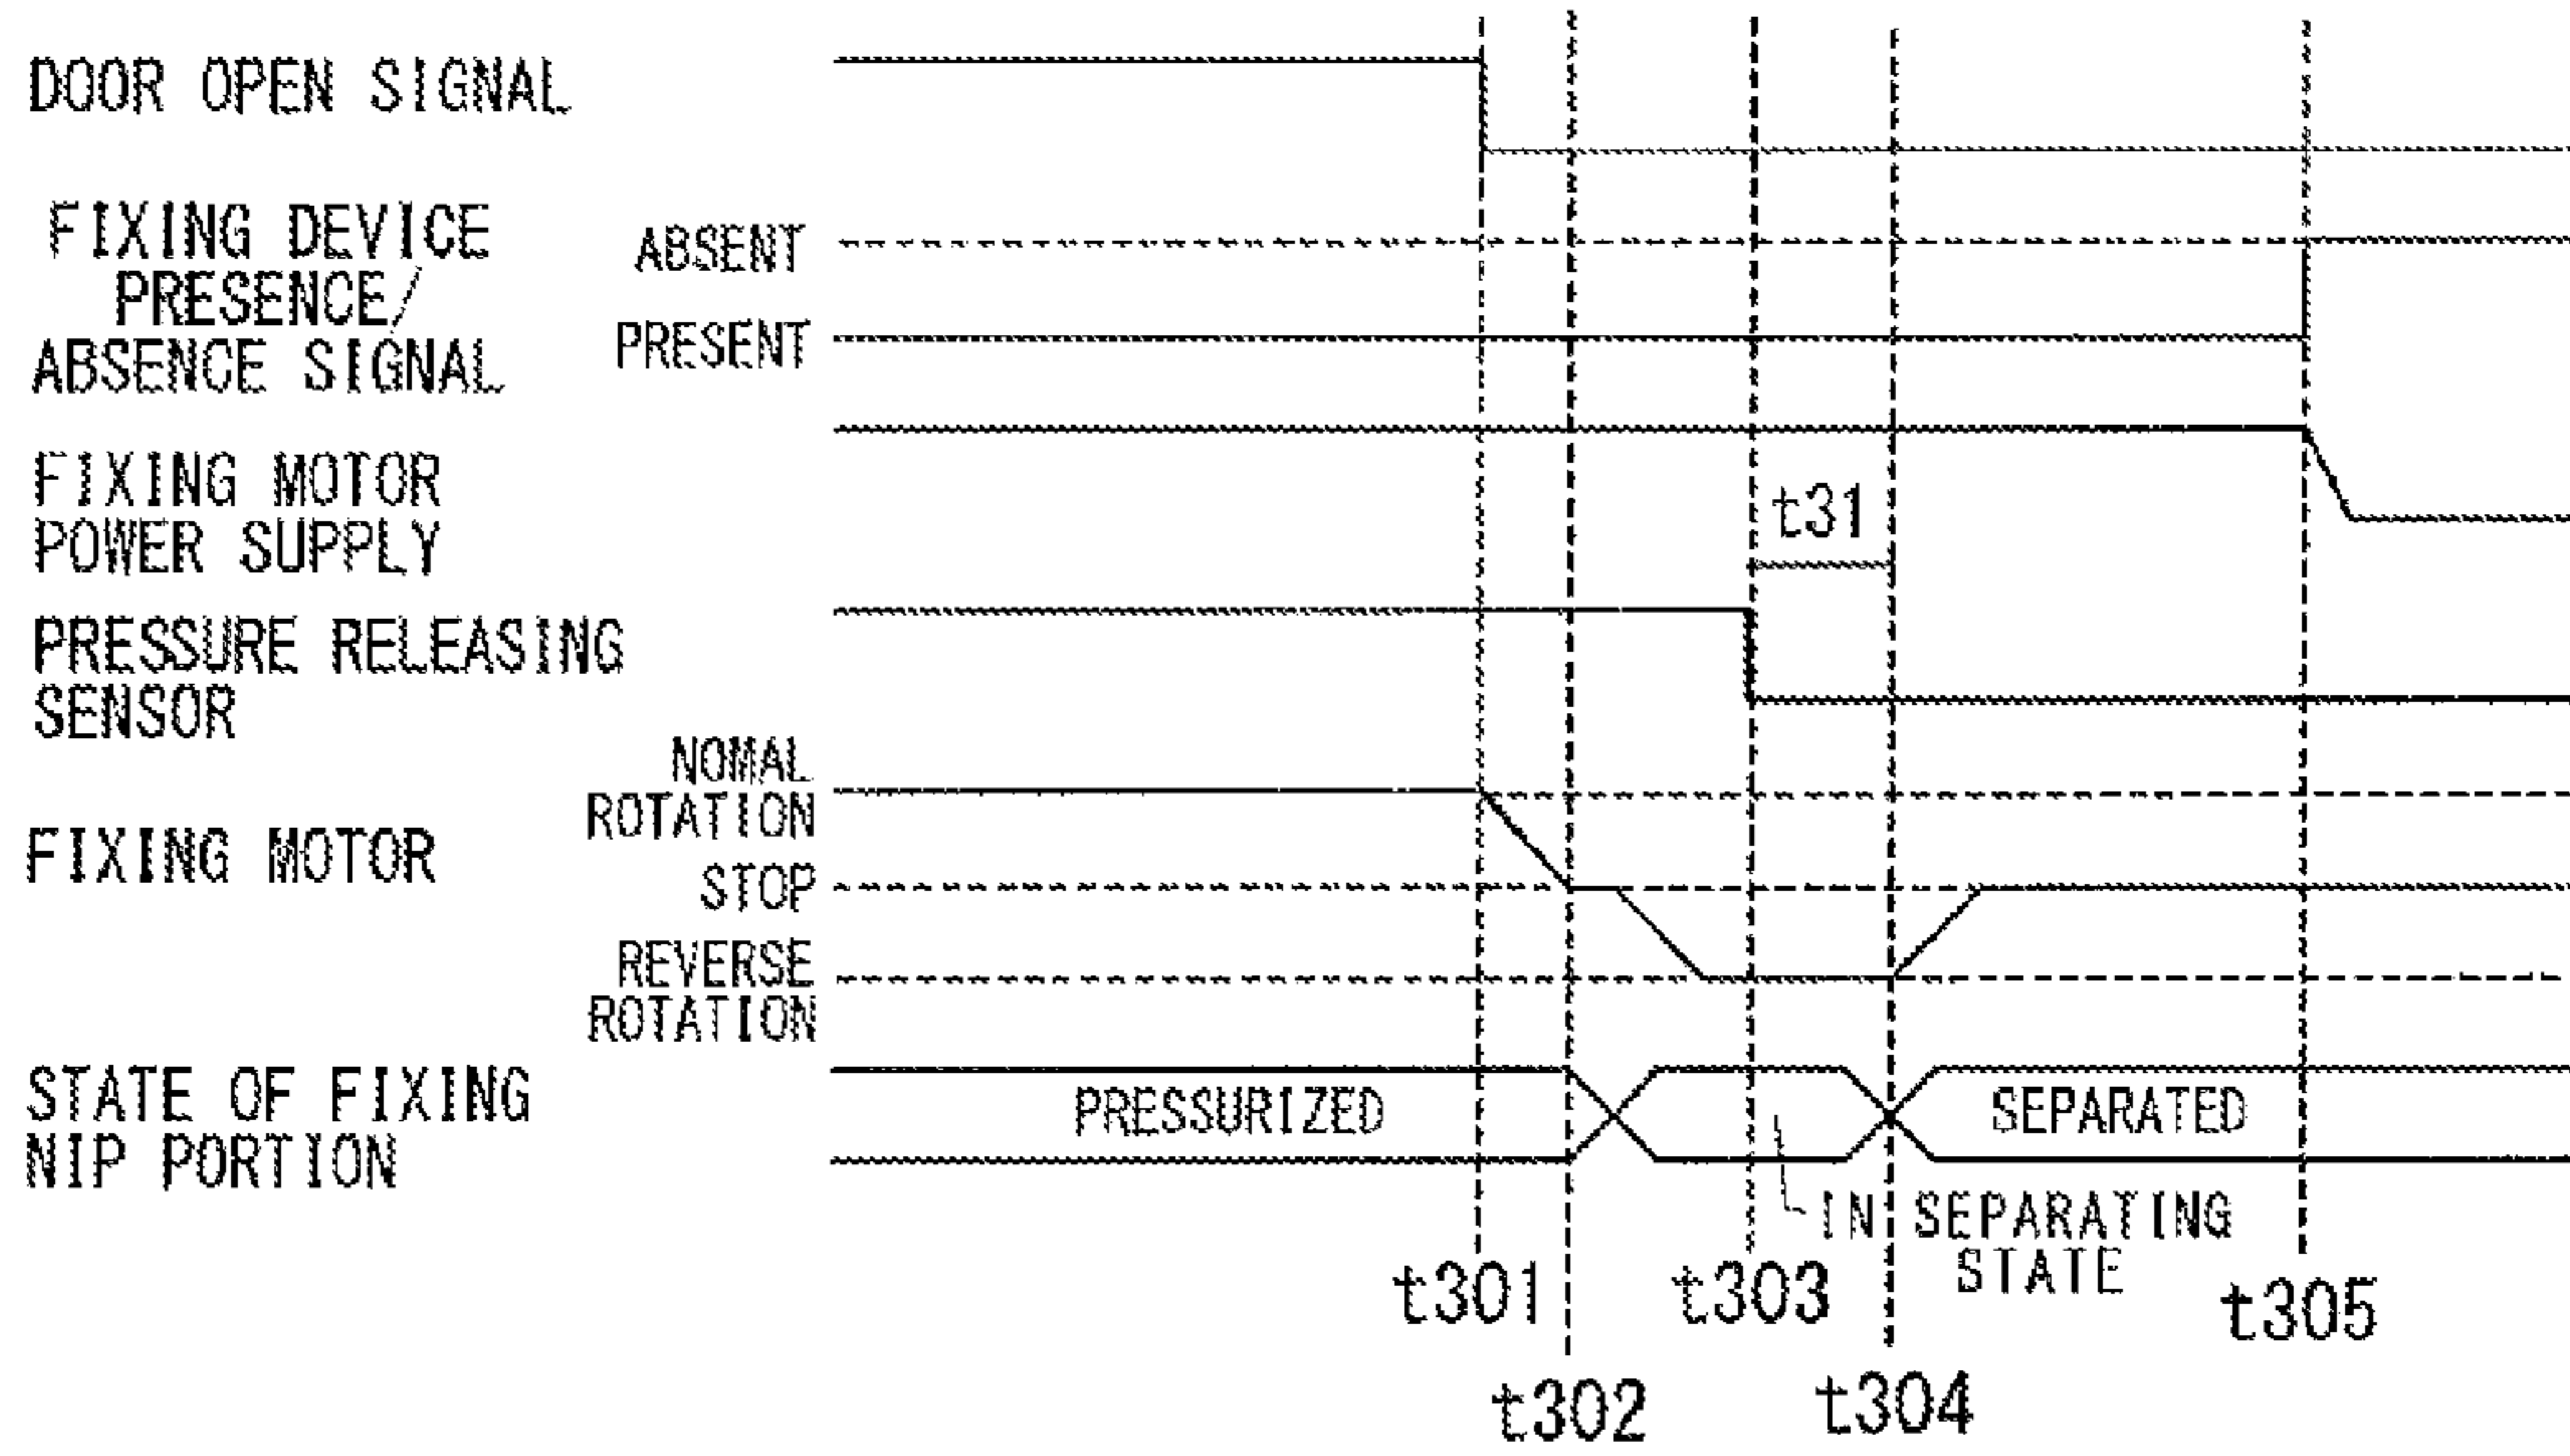 DOOR OPEN SIGNAL
FIXING DEVICE
PRESENCE/
ABSENCE SIGNAL
ABSENT
PRESENT
FIXING MOTOR
POWER SUPPLY
t31
PRESSURE RELEASING
SENSOR
FIXING MOTOR
NOMAL
ROTATION
STOP
REVERSE
ROTATION
STATE OF FIXING
NIP PORTION
PRESSURIZED
SEPARATED
IN SEPARATING
STATE
t301
t302
t303
t304
t305